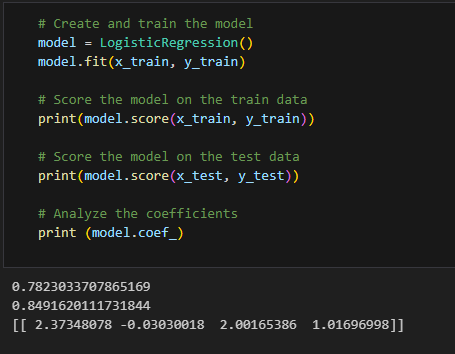 # Create and train the model
model = LogisticRegression()
model.fit(x_train, y_train)
# Score the model on the train data
print(model.score(x_train, y_train))
# Score the model on the test data
print(model.score(x_test, y_test))
# Analyze the coefficients
print (model.coef_)
0.7823033707865169
0.8491620111731844
[[ 2.37348078 -0.03030018  2.00165386  1.01696998]]